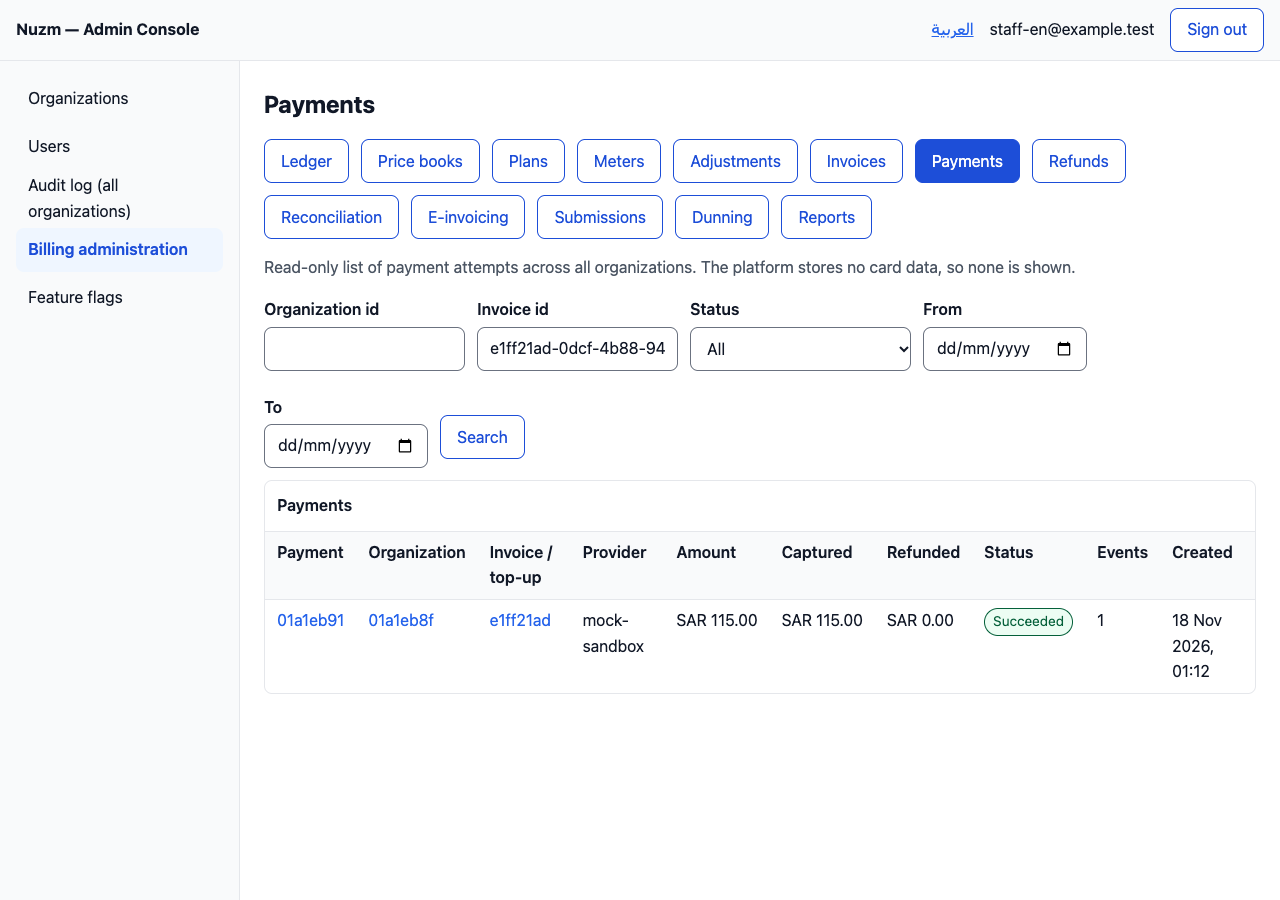 Nuzm — Admin Console
العربية
staff-en@example.test
Sign out
Organizations
Users
Audit log (all
organizations)
Billing administration
Feature flags
Payments
Ledger
Price books
Plans
Meters
Adjustments
Invoices
Payments
Refunds
Reconciliation
E-invoicing
Submissions
Dunning
Reports
Read-only list of payment attempts across all organizations. The platform stores no card data, so none is shown.
Organization id
Invoice id
Status
From
e1ff21ad-0dcf-4b88-94
All
dd/mm/yyyy
To
dd/mm/yyyy
Search
Payments
Payment Organization Invoice / top-up Provider Amount Captured Refunded Status Events Created
01a1eb91 01a1eb8f e1ff21ad mock-sandbox SAR 115.00 SAR 115.00 SAR 0.00 Succeeded 1 18 Nov 2026, 01:12